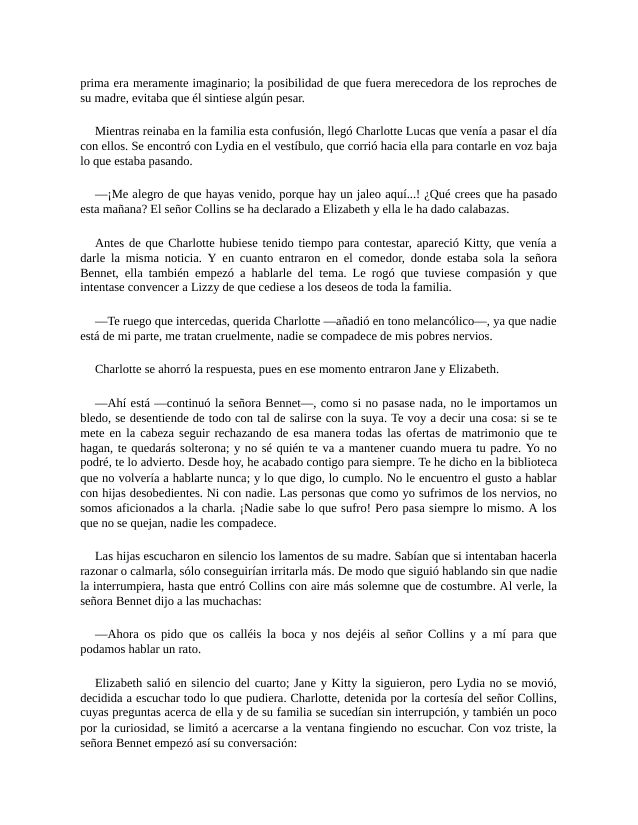 prima era meramente imaginario; la posibilidad de que fuera merecedora de los reproches de
su madre, evitaba que él sintiese algún pesar.
Mientras reinaba en la familia esta confusión, llegó Charlotte Lucas que venía a pasar el día
con ellos. Se encontró con Lydia en el vestíbulo, que corrió hacia ella para contarle en voz baja
lo que estaba pasando.
—¡Me alegro de que hayas venido, porque hay un jaleo aquí...! ¿Qué crees que ha pasado
esta mañana? El señor Collins se ha declarado a Elizabeth y ella le ha dado calabazas.
Antes de que Charlotte hubiese tenido tiempo para contestar, apareció Kitty, que venía a
darle la misma noticia. Y en cuanto entraron en el comedor, donde estaba sola la señora
Bennet, ella también empezó a hablarle del tema. Le rogó que tuviese compasión y que
intentase convencer a Lizzy de que cediese a los deseos de toda la familia.
—Te ruego que intercedas, querida Charlotte —añadió en tono melancólico—, ya que nadie
está de mi parte, me tratan cruelmente, nadie se compadece de mis pobres nervios.
Charlotte se ahorró la respuesta, pues en ese momento entraron Jane y Elizabeth.
—Ahí está —continuó la señora Bennet—, como si no pasase nada, no le importamos un
bledo, se desentiende de todo con tal de salirse con la suya. Te voy a decir una cosa: si se te
mete en la cabeza seguir rechazando de esa manera todas las ofertas de matrimonio que te
hagan, te quedarás solterona; y no sé quién te va a mantener cuando muera tu padre. Yo no
podré, te lo advierto. Desde hoy, he acabado contigo para siempre. Te he dicho en la biblioteca
que no volvería a hablarte nunca; y lo que digo, lo cumplo. No le encuentro el gusto a hablar
con hijas desobedientes. Ni con nadie. Las personas que como yo sufrimos de los nervios, no
somos aficionados a la charla. ¡Nadie sabe lo que sufro! Pero pasa siempre lo mismo. A los
que no se quejan, nadie les compadece.
Las hijas escucharon en silencio los lamentos de su madre. Sabían que si intentaban hacerla
razonar o calmarla, sólo conseguirían irritarla más. De modo que siguió hablando sin que nadie
la interrumpiera, hasta que entró Collins con aire más solemne que de costumbre. Al verle, la
señora Bennet dijo a las muchachas:
—Ahora os pido que os calléis la boca y nos dejéis al señor Collins y a mí para que
podamos hablar un rato.
Elizabeth salió en silencio del cuarto; Jane y Kitty la siguieron, pero Lydia no se movió,
decidida a escuchar todo lo que pudiera. Charlotte, detenida por la cortesía del señor Collins,
cuyas preguntas acerca de ella y de su familia se sucedían sin interrupción, y también un poco
por la curiosidad, se limitó a acercarse a la ventana fingiendo no escuchar. Con voz triste, la
señora Bennet empezó así su conversación: